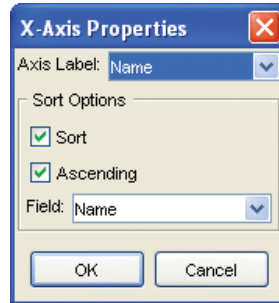 X-Axis Properties
Axis Label: Name
Sort Options
Sort
Ascending
Field: Name
OK Cancel